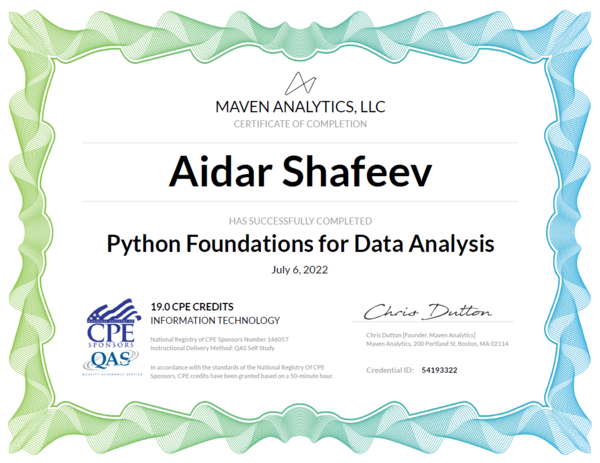 MAVEN ANALYTICS, LLC
CERTIFICATE OF COMPLETION
Aidar Shafeev
HAS SUCCESSFULLY COMPLETED
Python Foundations for Data Analysis
July 6, 2022
CPE
SPONSORS
QAS
QUALITY ASSURANCE SERVICE
19.0 CPE CREDITS
INFORMATION TECHNOLOGY
National Registry of CPE Sponsors Number 146057
Instructional Delivery Method: QAS Self Study
In accordance with the standards of the National Registry Of CPE
Sponsors, CPE credits have been granted based on a 50-minute hour.
Chris Dutton
Chris Dutton [Founder, Maven Analytics]
Maven Analytics, 200 Portland St, Boston, MA 02114
Credential ID: 54193322